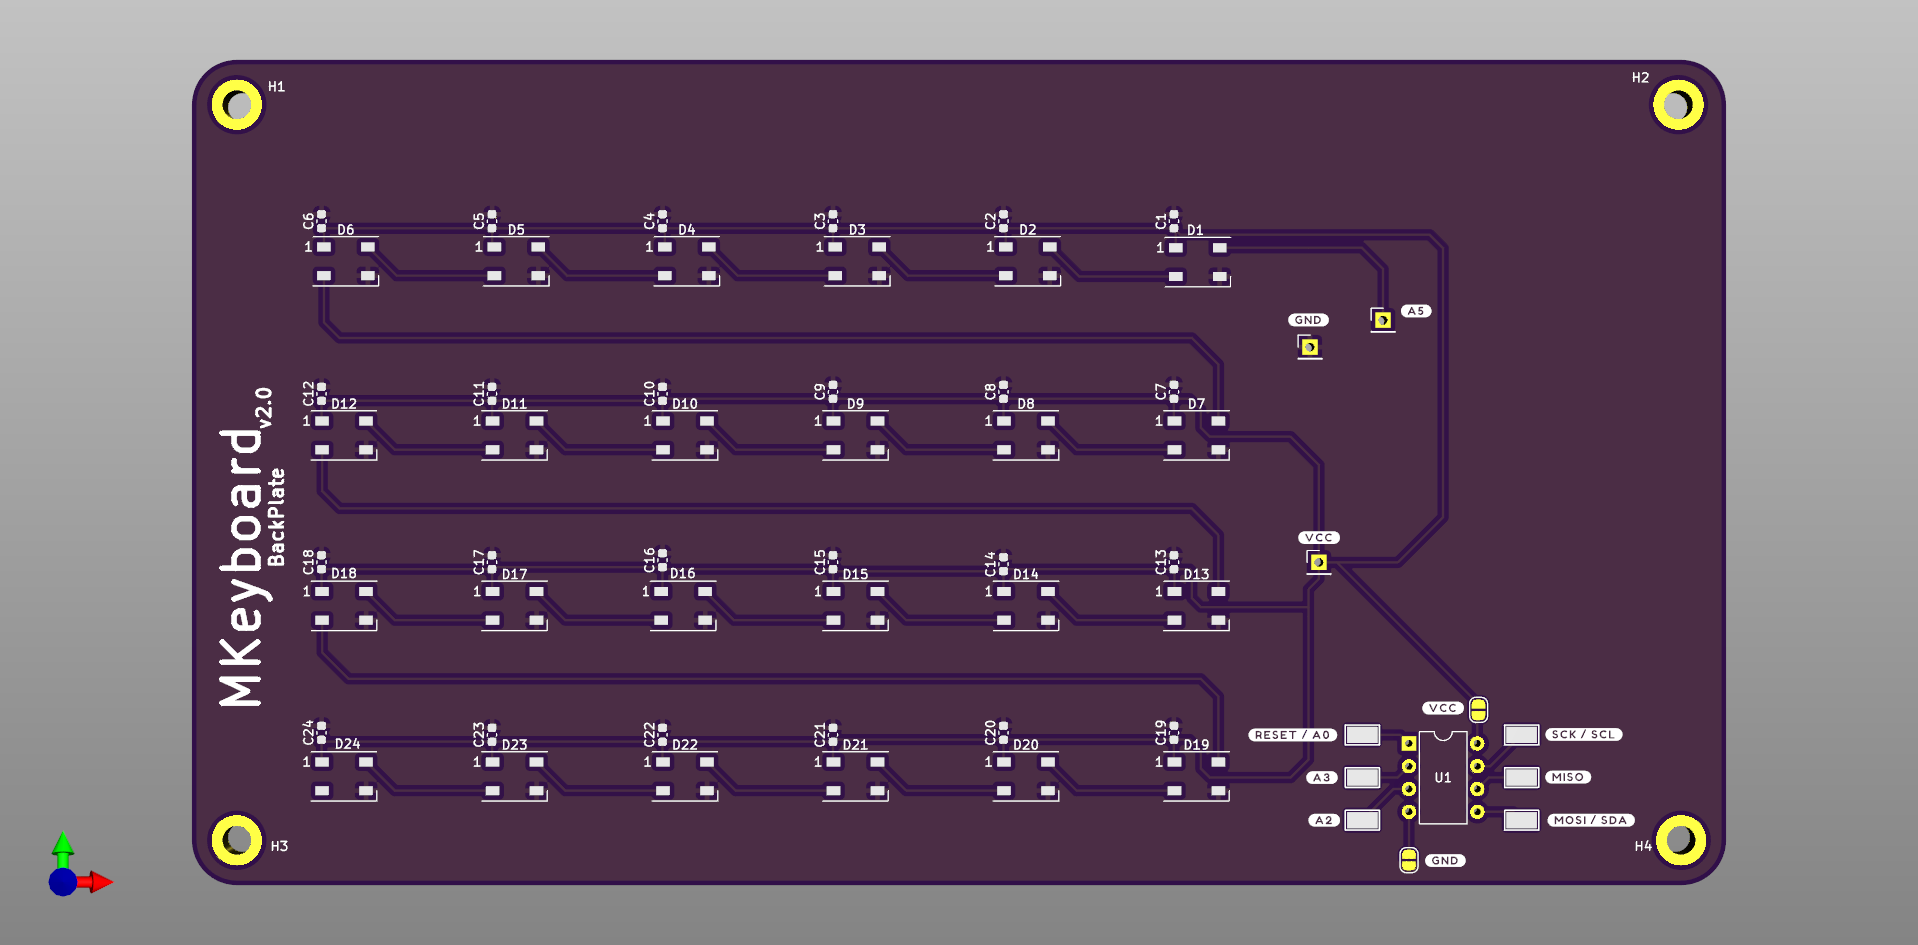 H1
H2
C6
C5
C4
C3
C2
C1
D6
D5
D4
D3
D2
D1
1
1
1
1
1
1
A5
GND
C12
C11
C10
C9
C8
C7
D12
D11
D10
D9
D8
D7
1
1
1
1
1
1
MKeyboard
v2.0
BackPlate
VCC
C18
C17
C16
C15
C14
C13
D18
D17
D16
D15
D14
D13
1
1
1
1
1
1
C24
C23
C22
C21
C20
C19
D24
D23
D22
D21
D20
D19
1
1
1
1
1
1
VCC
RESET / A0
SCK / SCL
A3
U1
MISO
A2
MOSI / SDA
GND
H3
H4